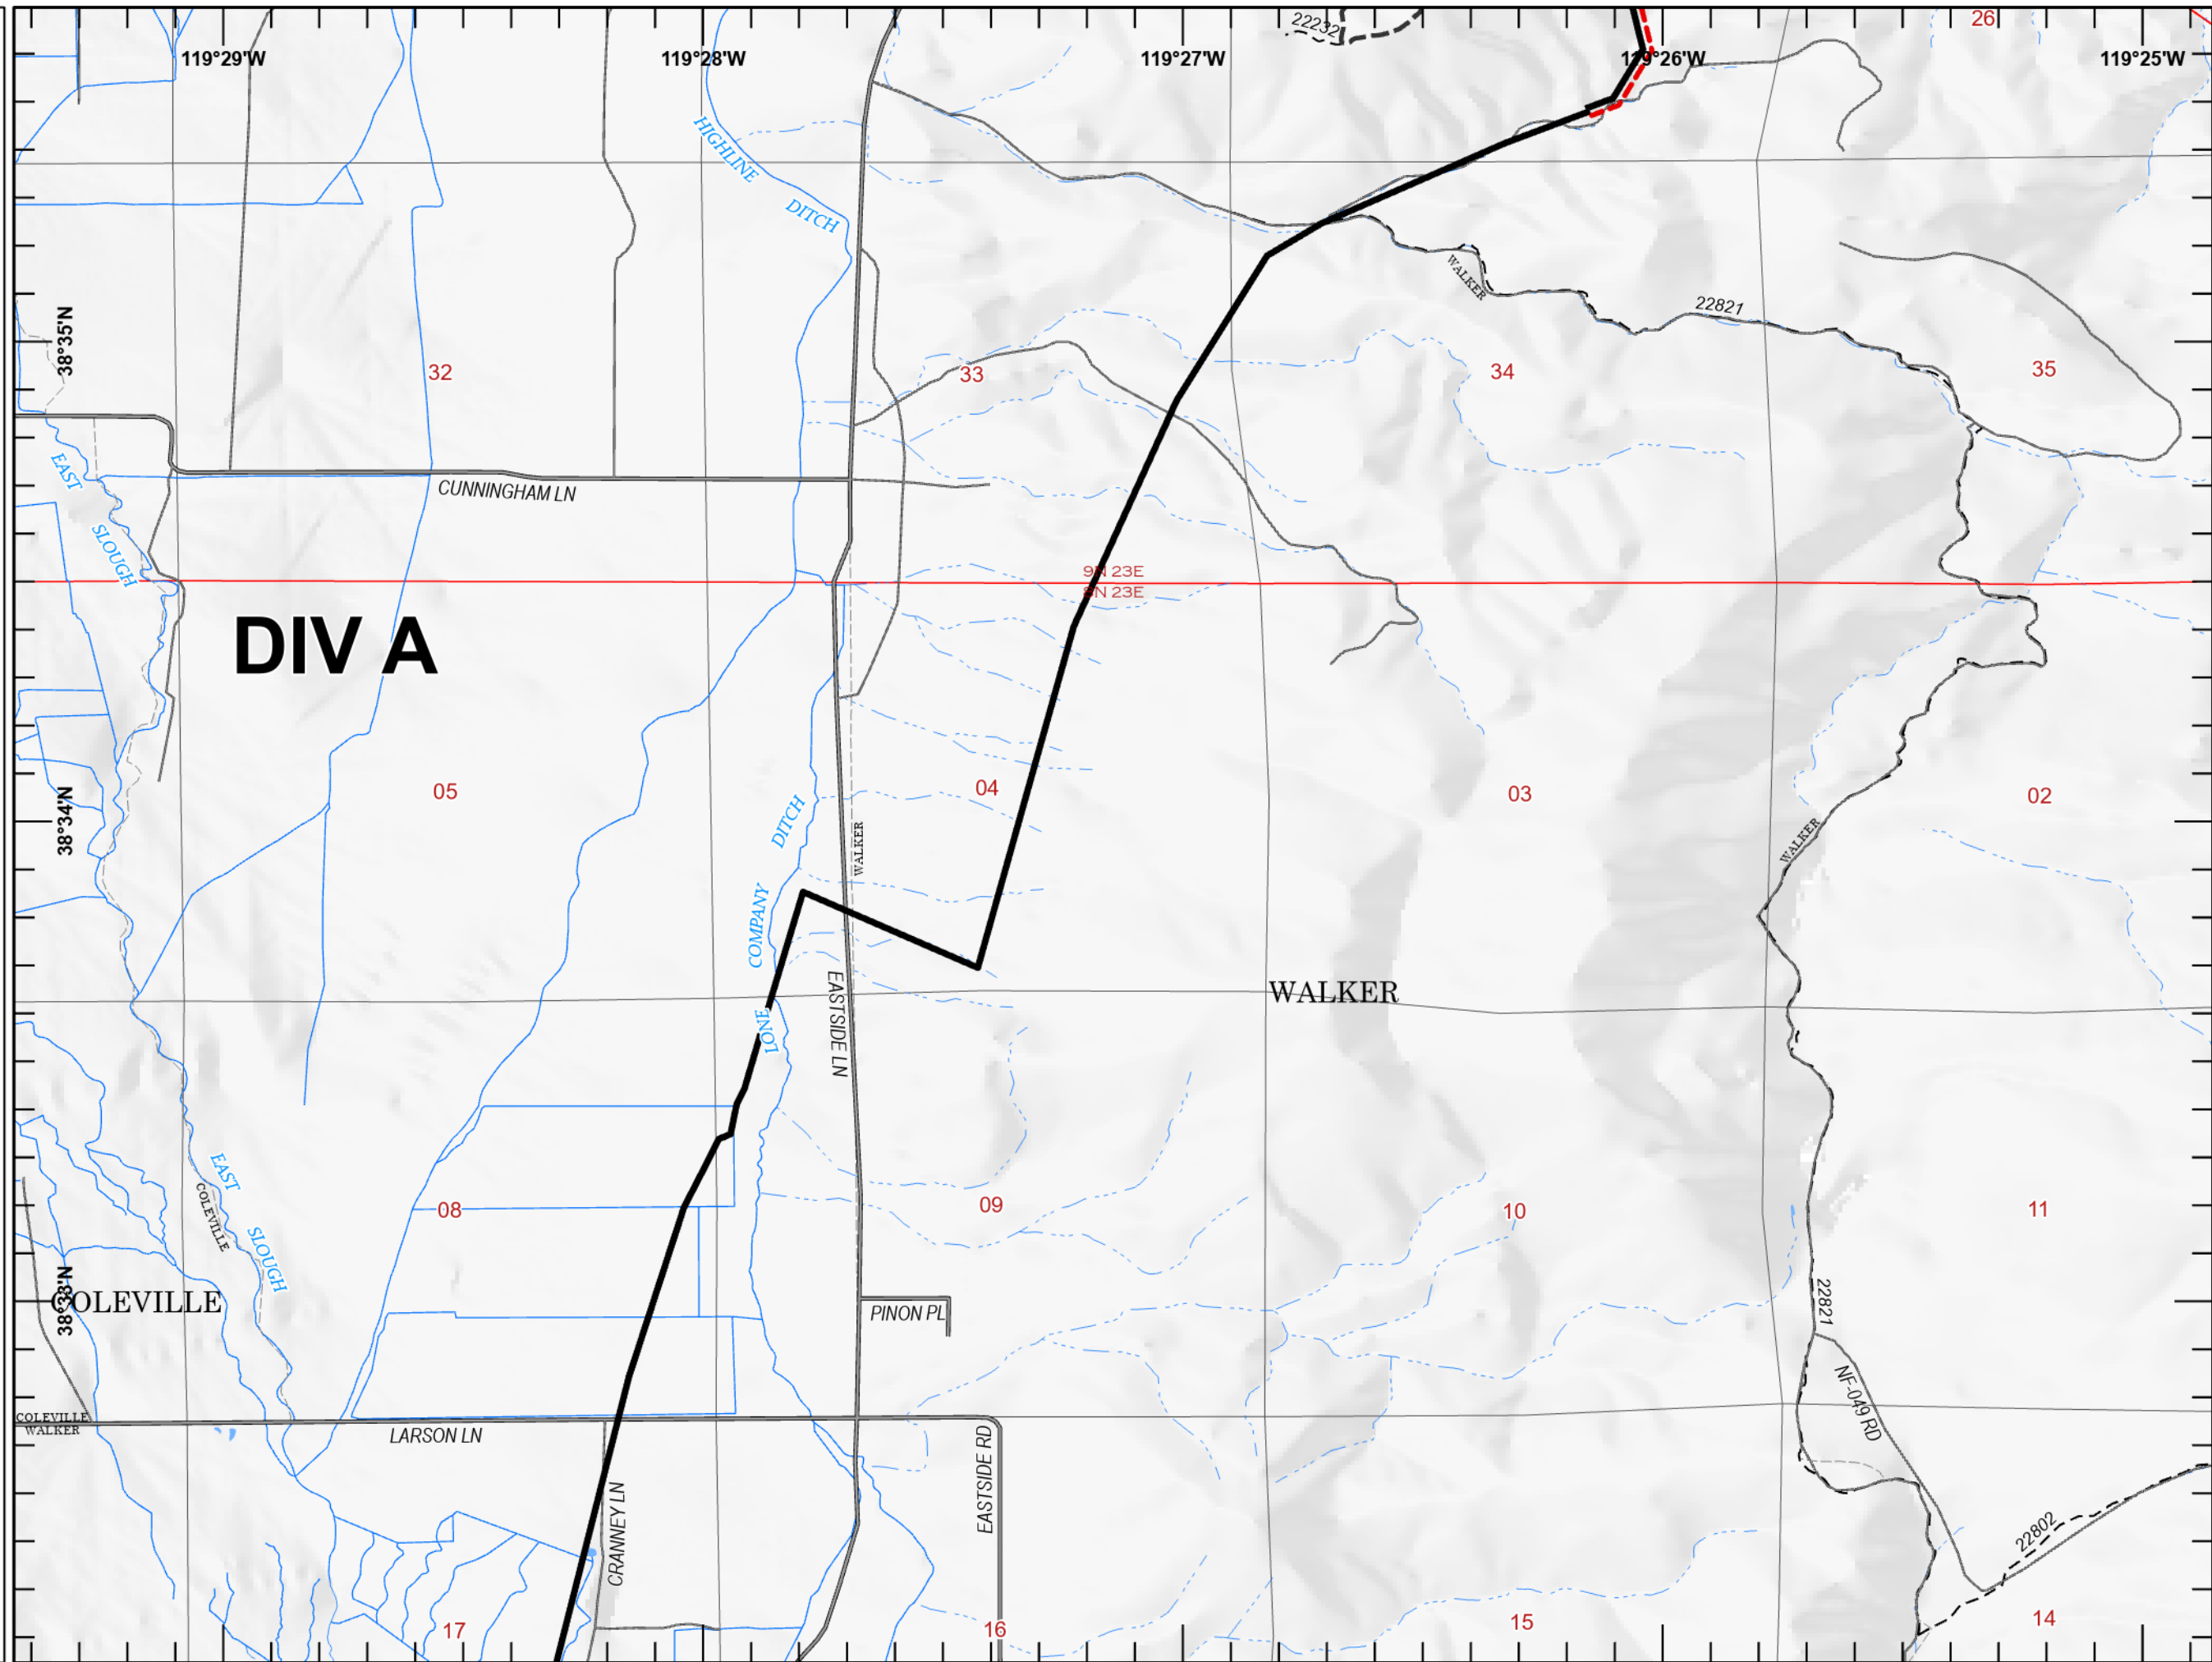 26
22232
119°29'W
119°28'W
119°27'W
119°26'W
119°25'W
HIGHLINE
DITCH
WALKER
22821
38°35'N
32
33
34
35
EAST
SLOUGH
CUNNINGHAM LN
9N 23E
8N 23E
DIV A
05
04
03
02
38°34'N
DITCH
WALKER
WALKER
COMPANY
LONE
EASTSIDE LN
WALKER
EAST
SLOUGH
COLEVILLE
08
09
10
11
38°33'N
COLEVILLE
PINON PL
22821
NF-049 RD
COLEVILLE
WALKER
LARSON LN
EASTSIDE RD
CRANNEY LN
22802
17
16
15
14